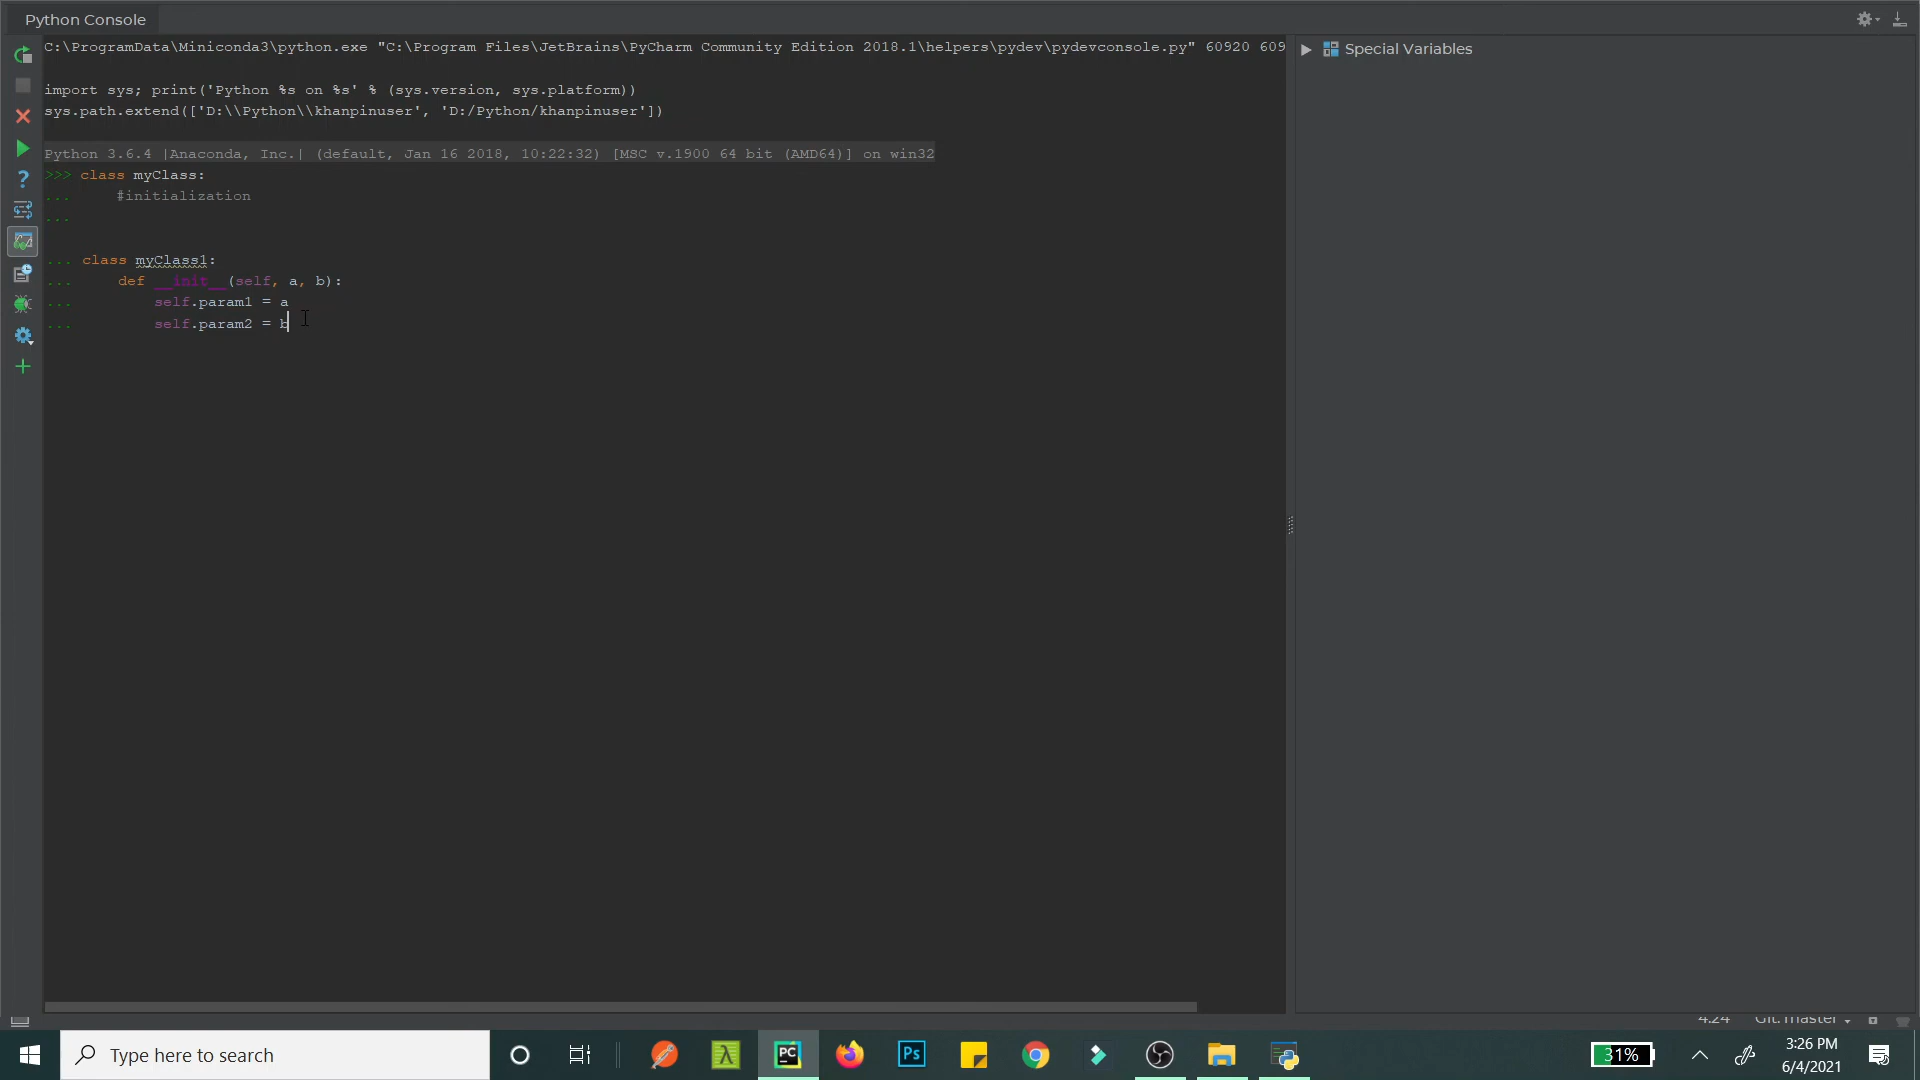 Python Console
C:\ProgramData\Miniconda3\python.exe "C:\Program Files\JetBrains\PyCharm Community Edition 2018.1\helpers\pydev\pydevconsole.py" 60920 609
Special Variables
import sys; print('Python %s on %s' % (sys.version, sys.platform))
sys.path.extend(['D:\\Python\\khanpinuser', 'D:/Python/khanpinuser'])
Python 3.6.4 |Anaconda, Inc.| (default, Jan 16 2018, 10:22:32) [MSC v.1900 64 bit (AMD64)] on win32
>>> class myClass:
...     #initialization
...
... class myClass1:
...     def __init__(self, a, b):
...         self.param1 = a
...         self.param2 = b
4:24 Git: master
Type here to search
PC
Ps
31%
3:26 PM
6/4/2021